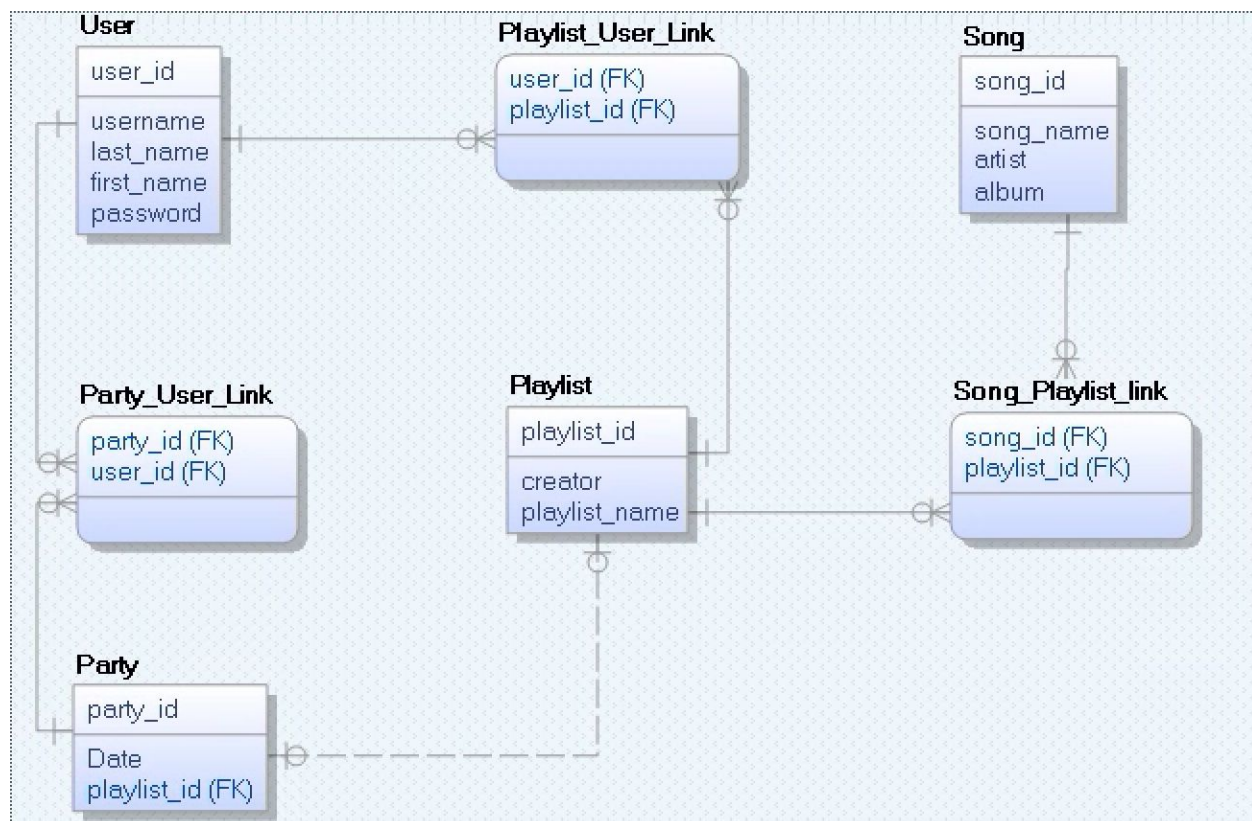 User
user_id
username
last_name
first_name
password
Playlist_User_Link
user_id (FK)
playlist_id (FK)
Song
song_id
song_name
artist
album
Party_User_Link
party_id (FK)
user_id (FK)
Playlist
playlist_id
creator
playlist_name
Song_Playlist_link
song_id (FK)
playlist_id (FK)
Party
party_id
Date
playlist_id (FK)